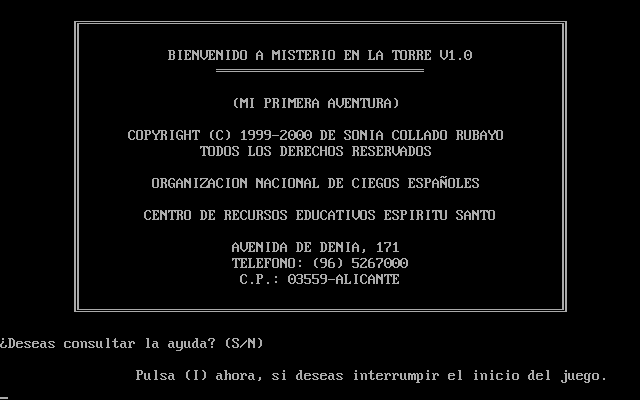 BIENVENIDO A MISTERIO EN LA TORRE V1.0
(MI PRIMERA AVENTURA)
COPYRIGHT (C) 1999-2000 DE SONIA COLLADO RUBAYO
TODOS LOS DERECHOS RESERVADOS
ORGANIZACION NACIONAL DE CIEGOS ESPAÑOLES
CENTRO DE RECURSOS EDUCATIVOS ESPIRITU SANTO
AVENIDA DE DENIA, 171
TELEFONO: (96) 5267000
C.P.: 03559-ALICANTE
¿Deseas consultar la ayuda? (S/N)
Pulsa (I) ahora, si deseas interrumpir el inicio del juego.